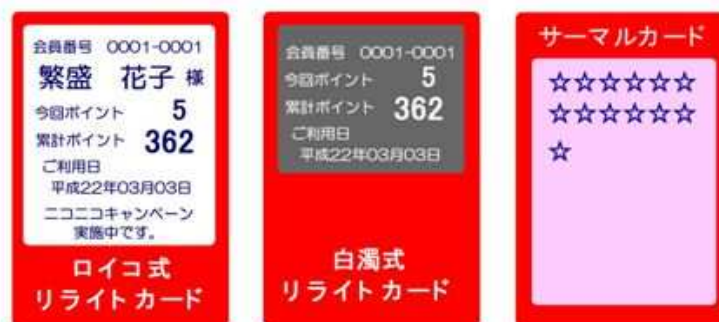 会員番号 0001-0001
繁盛 花子 様
今回ポイント 5
累計ポイント 362
ご利用日
平成22年03月03日
ニコニコキャンペーン
実施中です。
ロイコ式
リライトカード
会員番号 0001-0001
今回ポイント 5
累計ポイント 362
ご利用日
平成22年03月03日
白濁式
リライトカード
サーマルカード
☆☆☆☆☆☆
☆☆☆☆☆☆
☆